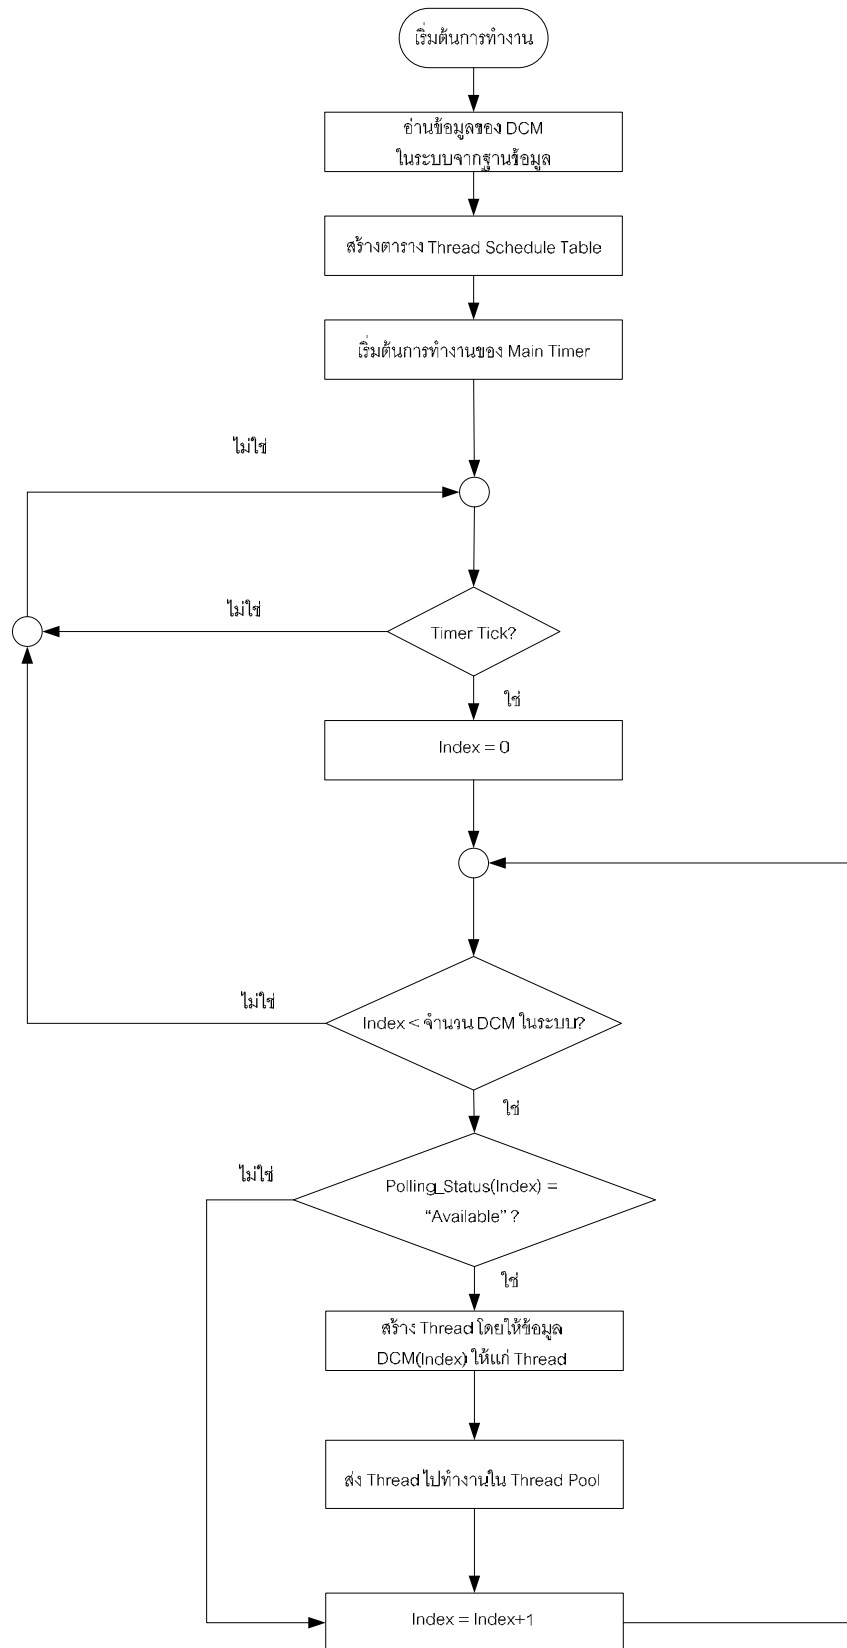 เริ่มต้นการทำงาน
อ่านข้อมูลของ DCM
ในระบบจากฐานข้อมูล
สร้างตาราง Thread Schedule Table
เริ่มต้นการทำงานของ Main Timer
ไม่ใช่
ไม่ใช่
Timer Tick?
ใช่
Index = 0
ไม่ใช่
Index < จำนวน DCM ในระบบ?
ใช่
ไม่ใช่
Polling_Status(Index) =
“Available” ?
ใช่
สร้าง Thread โดยให้ข้อมูล
DCM(Index) ให้แก่ Thread
ส่ง Thread ไปทำงานใน Thread Pool
Index = Index+1